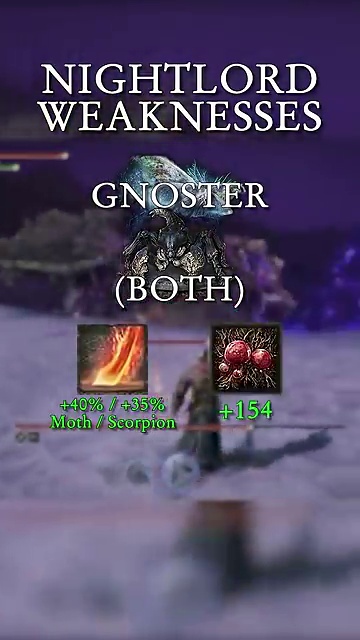 NIGHTLORD
WEAKNESSES
GNOSTER
(BOTH)
+40% / +35%
Moth / Scorpion
+154